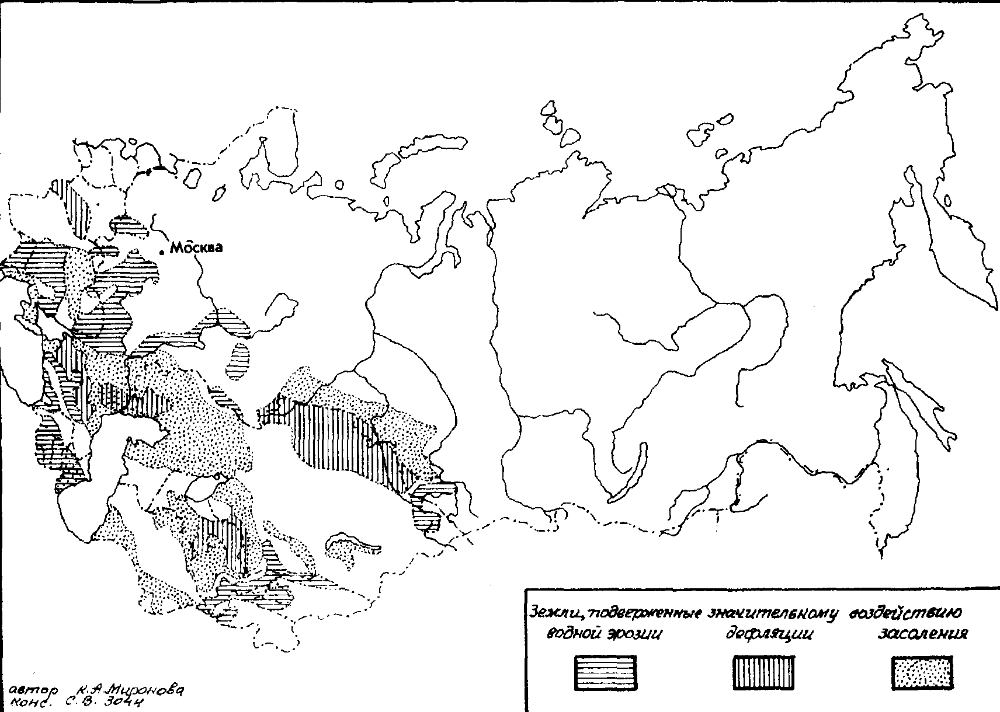 Москва
Земли, подверженные значительному воздействию
водной эрозии дефляции засоления
автор К.А.Миронова
конс. С.В. Зонн